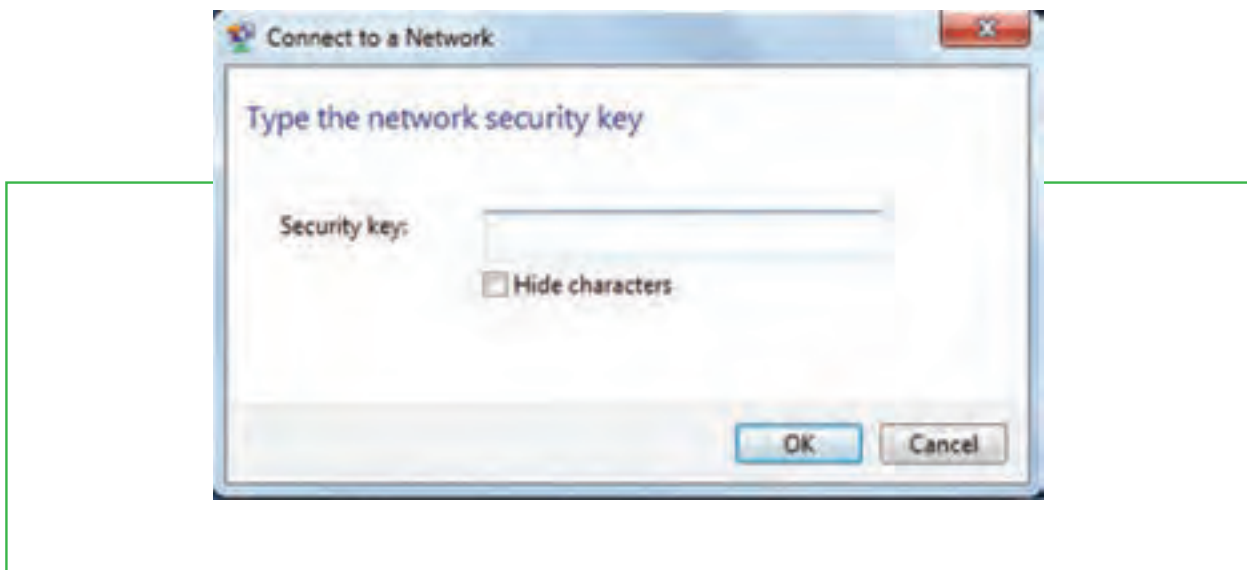 Connect to a Network
Type the network security key
Security key:
Hide characters
OK Cancel